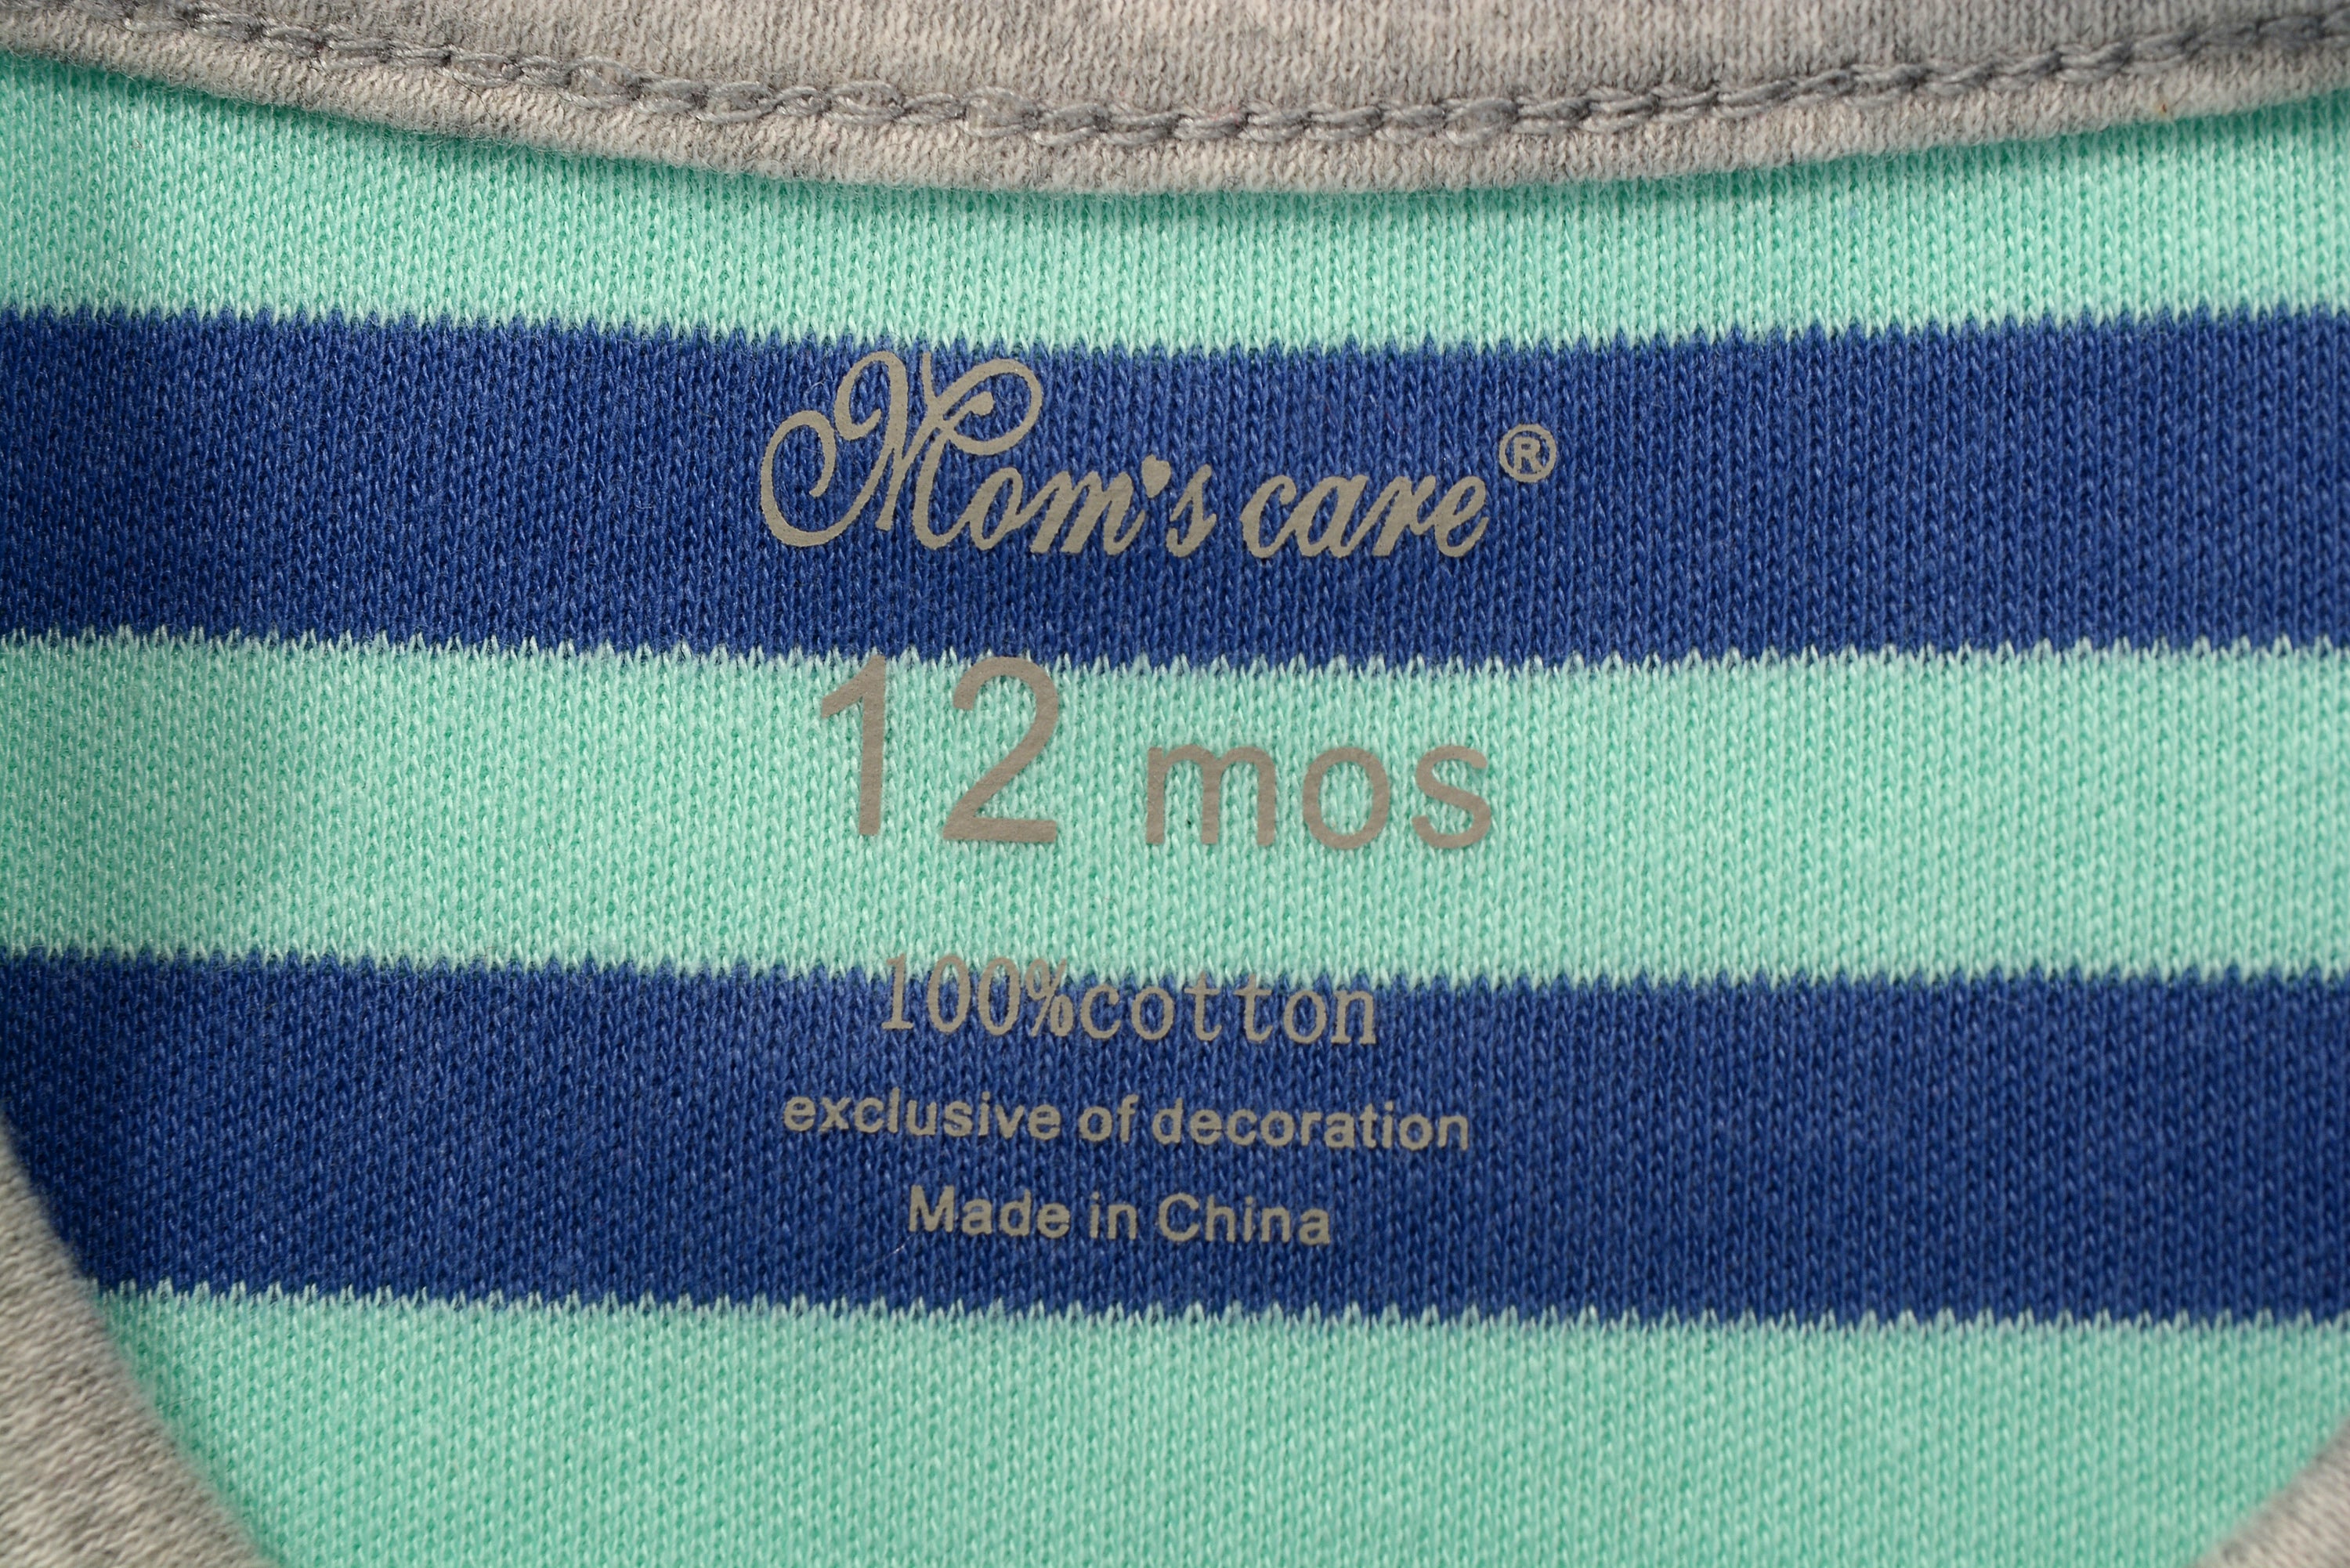 Mom's care®
12 mos
100%cotton
exclusive of decoration
Made in China